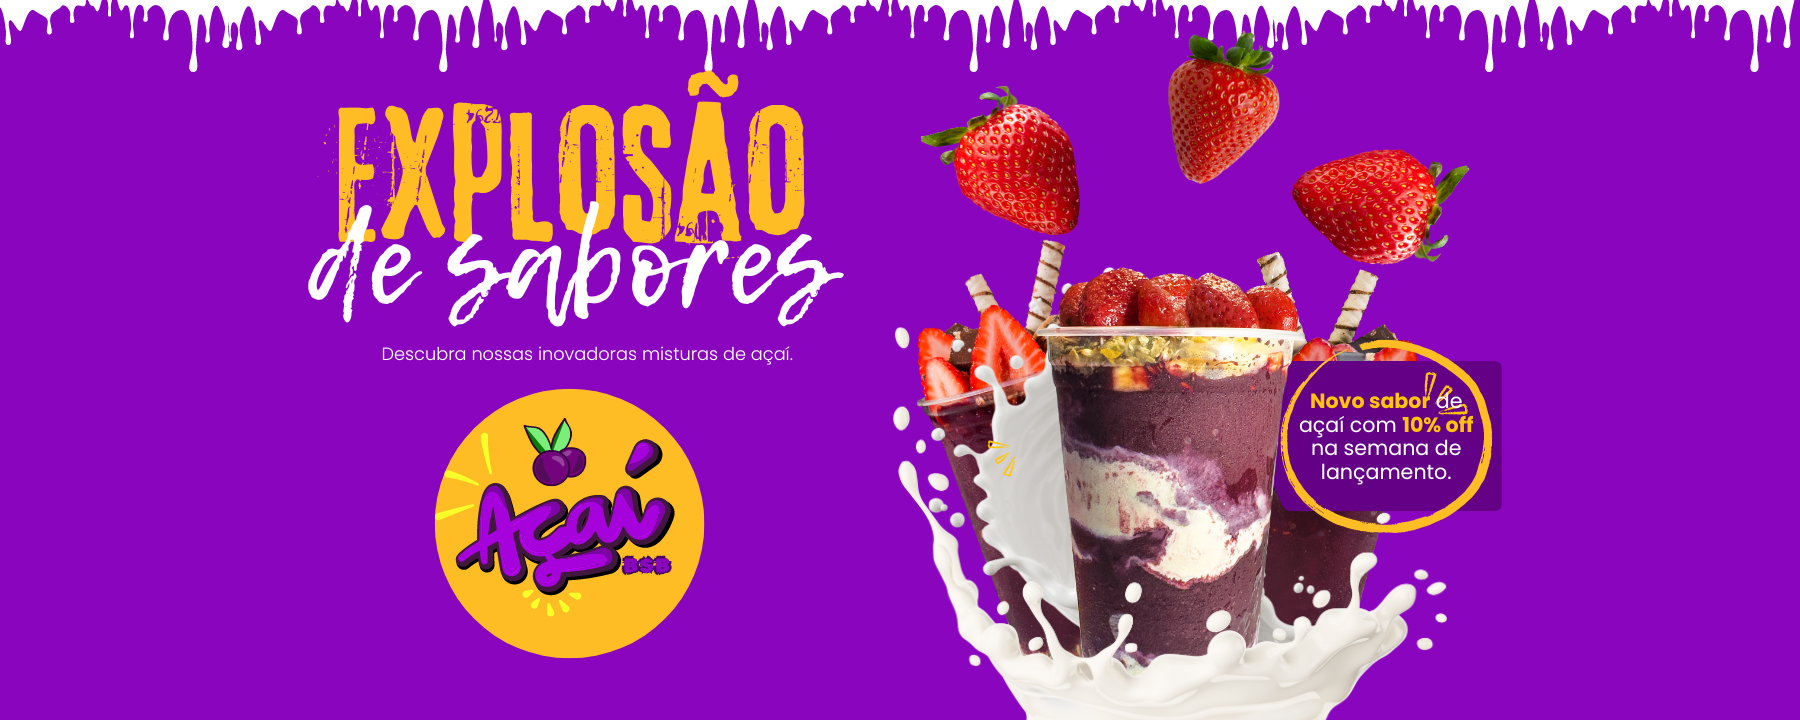 EXPLOSÃO
de sabores
Descubra nossas inovadoras misturas de açaí.
Açaí
BSB
Novo sabor de
açaí com 10% off
na semana de
lançamento.